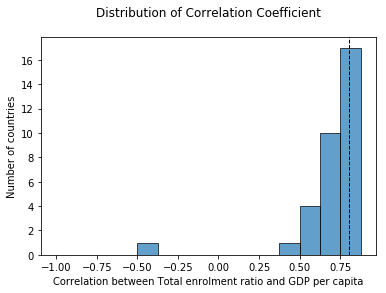 Distribution of Correlation Coefficient
16
14
12
10
8
6
4
2
0
Number of countries
-1.00 -0.75 -0.50 -0.25 0.00 0.25 0.50 0.75
Correlation between Total enrolment ratio and GDP per capita